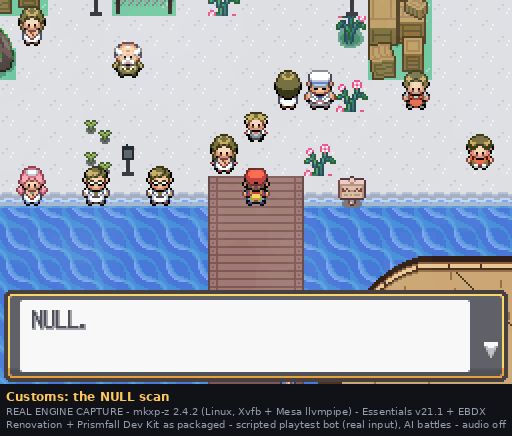 NULL.
Customs: the NULL scan
REAL ENGINE CAPTURE - mkxp-z 2.4.2 (Linux, Xvfb + Mesa llvmpipe) - Essentials v21.1 + EBDX
Renovation + Prismfall Dev Kit as packaged - scripted playtest bot (real input), AI battles - audio off